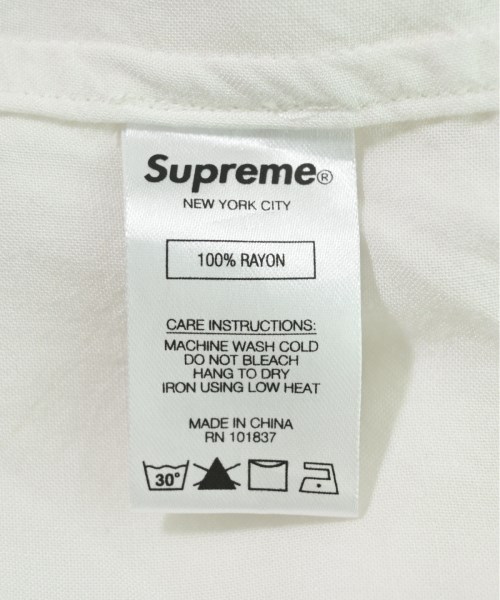 Supreme®
NEW YORK CITY
100% RAYON
CARE INSTRUCTIONS:
MACHINE WASH COLD
DO NOT BLEACH
HANG TO DRY
IRON USING LOW HEAT
MADE IN CHINA
RN 101837
30°